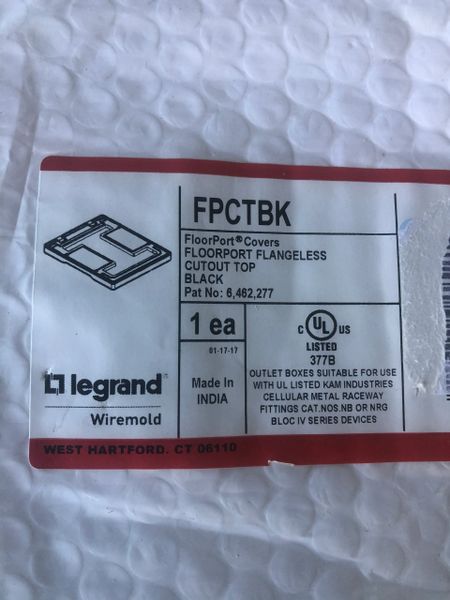 FPCTBK
FloorPort® Covers
FLOORPORT FLANGELESS
CUTOUT TOP
BLACK
Pat No: 6,462,277
1 ea
01-17-17
Made In
INDIA
C UL US
LISTED
377B
OUTLET BOXES SUITABLE FOR USE
WITH UL LISTED KAM INDUSTRIES
CELLULAR METAL RACEWAY
FITTINGS CAT.NOS.NB OR NRG
BLOC IV SERIES DEVICES
legrand
Wiremold
WEST HARTFORD. CT 06110